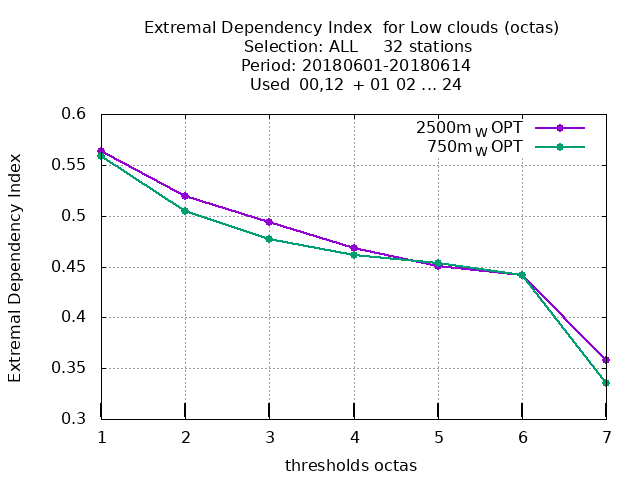 Extremal Dependency Index  for Low clouds (octas)
Selection: ALL     32 stations
Period: 20180601-20180614
Used  00,12  + 01 02 ... 24
2500m W OPT
750m W OPT
Extremal Dependency Index
0.6
0.55
0.5
0.45
0.4
0.35
0.3
1 2 3 4 5 6 7
thresholds octas